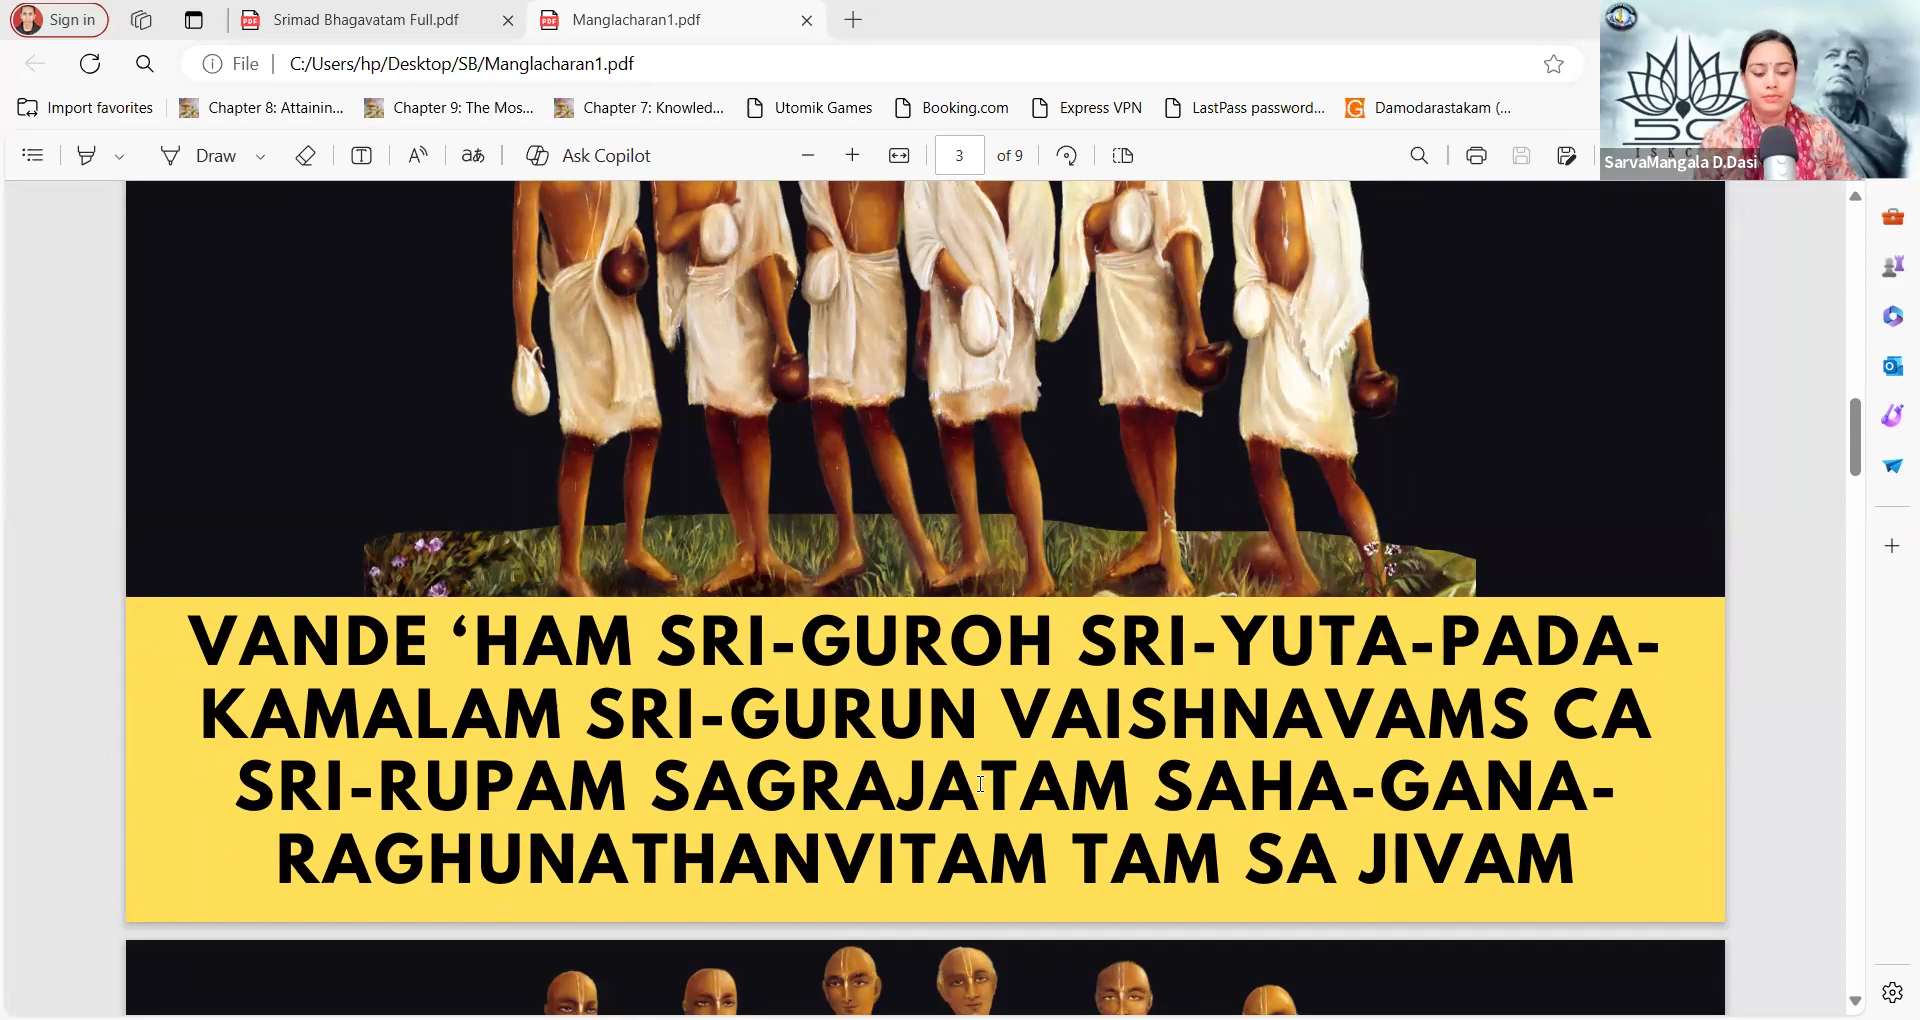 Sign in
Srimad Bhagavatam Full.pdf
Manglacharan1.pdf
File
C:/Users/hp/Desktop/SB/Manglacharan1.pdf
Import favorites
Chapter 8: Attainin...
Chapter 9: The Mos...
Chapter 7: Knowled...
Utomik Games
Booking.com
Express VPN
LastPass password...
Damodarastakam (...
Draw
Ask Copilot
3
of 9
SarvaMangala D.Dasi
VANDE ‘HAM SRI-GUROH SRI-YUTA-PADA-
KAMALAM SRI-GURUN VAISHNAVAMS CA
SRI-RUPAM SAGRAJATAM SAHA-GANA-
RAGHUNATHANVITAM TAM SA JIVAM